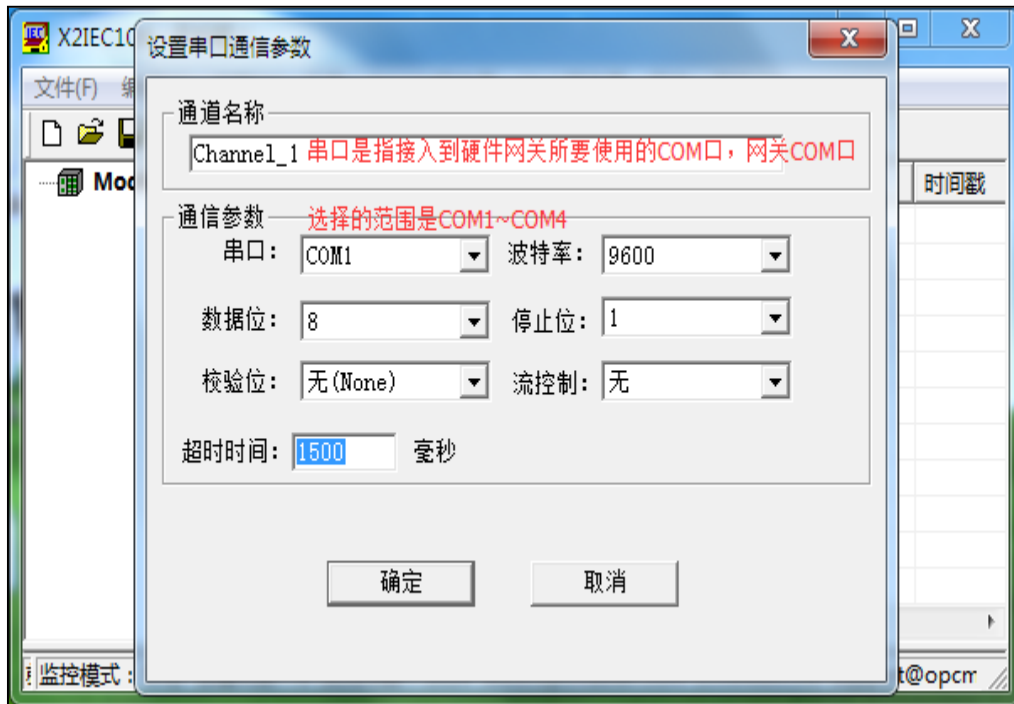 X2IEC10
设置串口通信参数
文件(F) 编
通道名称
Channel_1 串口是指接入到硬件网关所要使用的COM口，网关COM口
Mod
时间戳
通信参数 选择的范围是COM1~COM4
串口： COM1 波特率： 9600
数据位： 8 停止位： 1
校验位： 无(None) 流控制： 无
超时时间： 1500 毫秒
确定 取消
监控模式： t@opcm